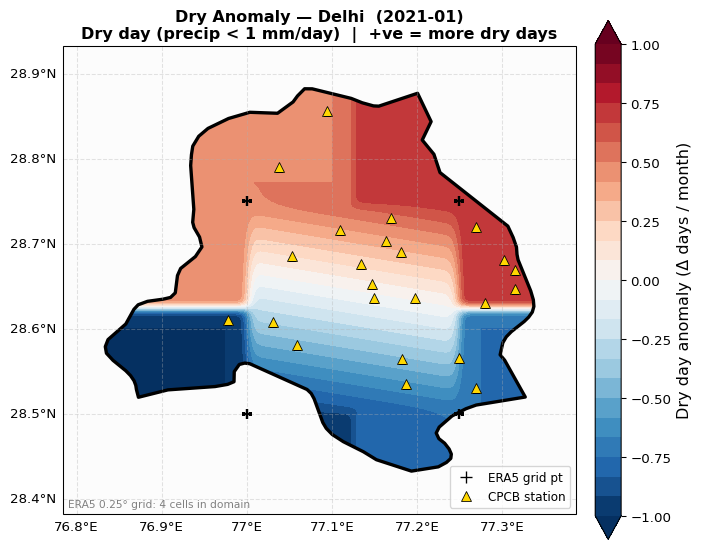 Dry Anomaly — Delhi  (2021-01)
Dry day (precip < 1 mm/day)  |  +ve = more dry days
28.9°N
28.8°N
28.7°N
28.6°N
28.5°N
28.4°N
76.8°E
76.9°E
77°E
77.1°E
77.2°E
77.3°E
ERA5 0.25° grid: 4 cells in domain
ERA5 grid pt
CPCB station
1.00
0.75
0.50
0.25
0.00
−0.25
−0.50
−0.75
−1.00
Dry day anomaly (Δ days / month)